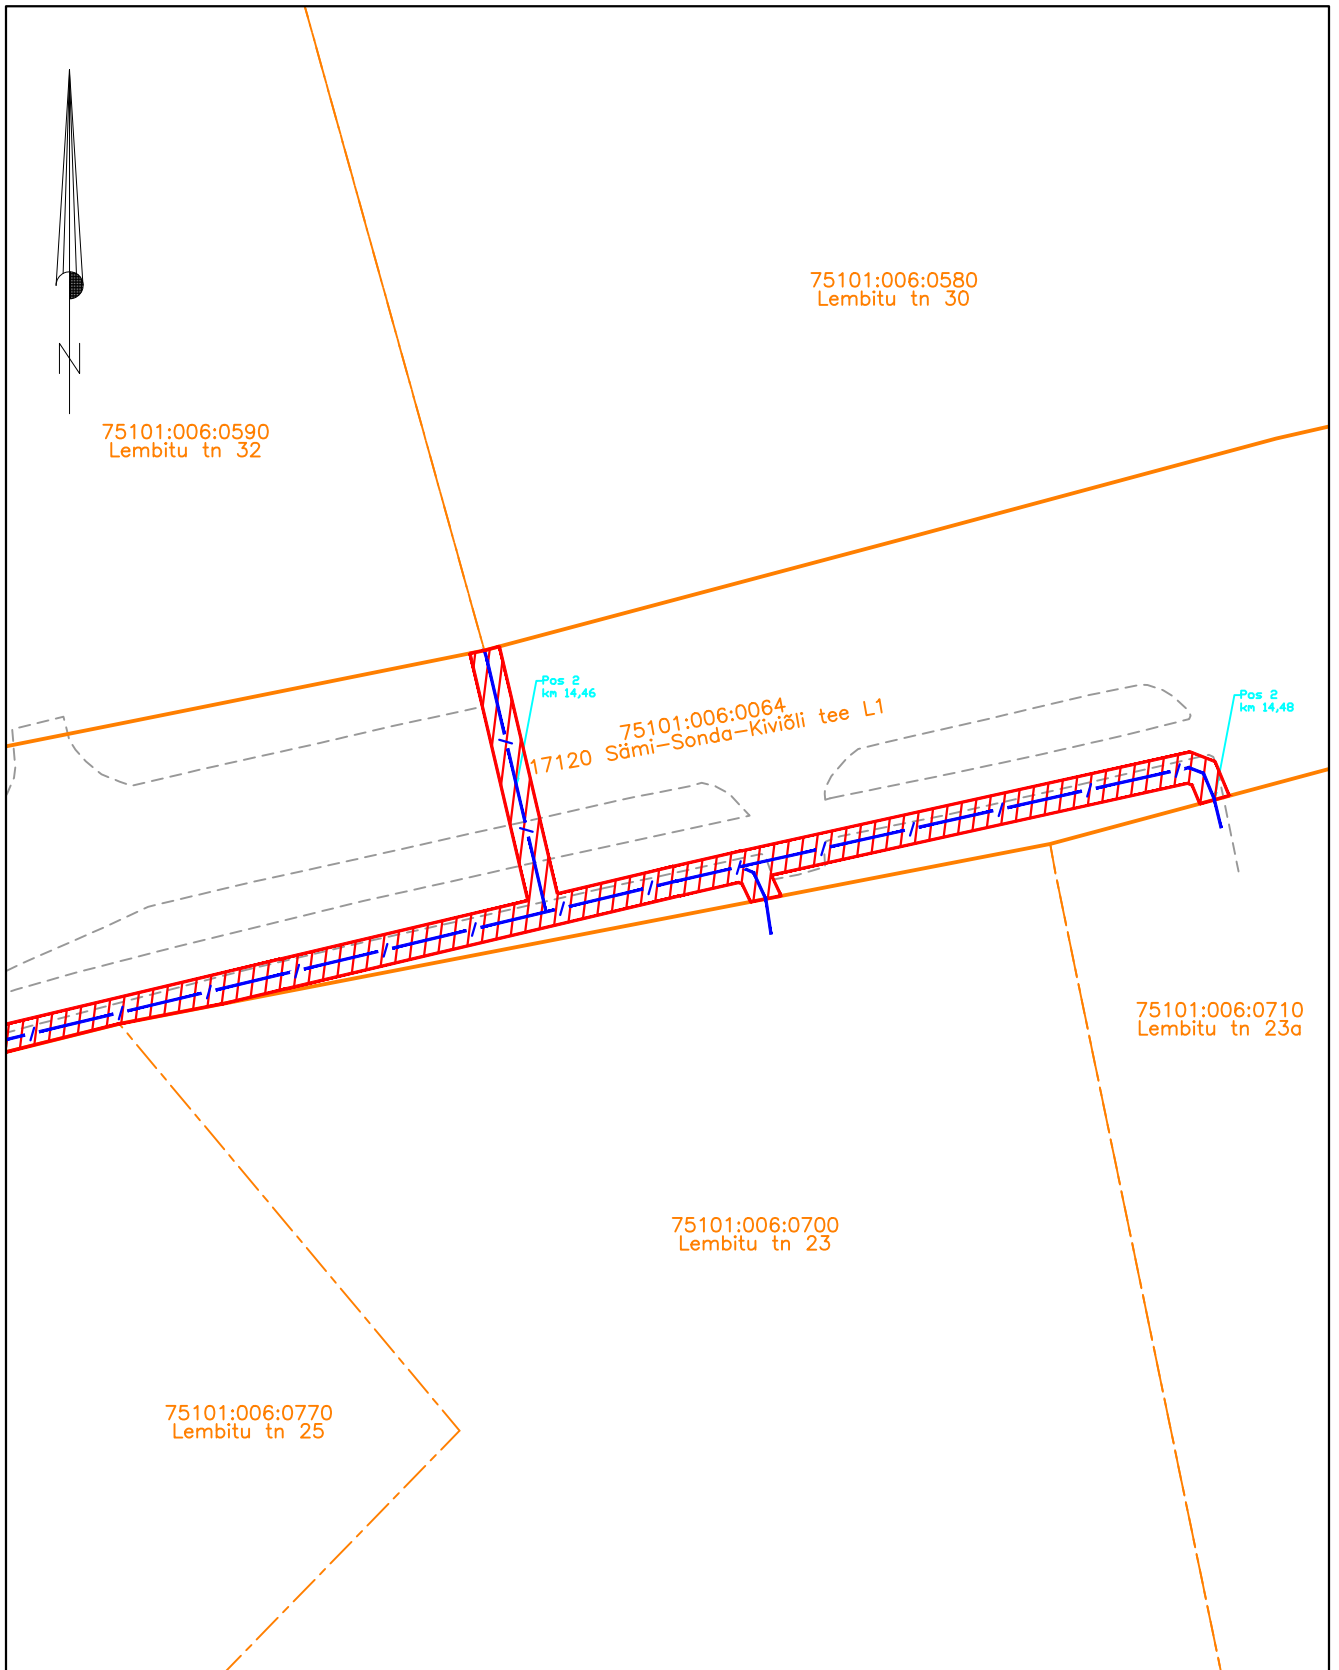 75101:006:0580
Lembitu tn 30
N
75101:006:0590
Lembitu tn 32
Pos 2
km 14,46
75101:006:0064
17120 Sämi-Sonda-Kiviõli tee L1
Pos 2
km 14,48
75101:006:0710
Lembitu tn 23a
75101:006:0700
Lembitu tn 23
75101:006:0770
Lembitu tn 25